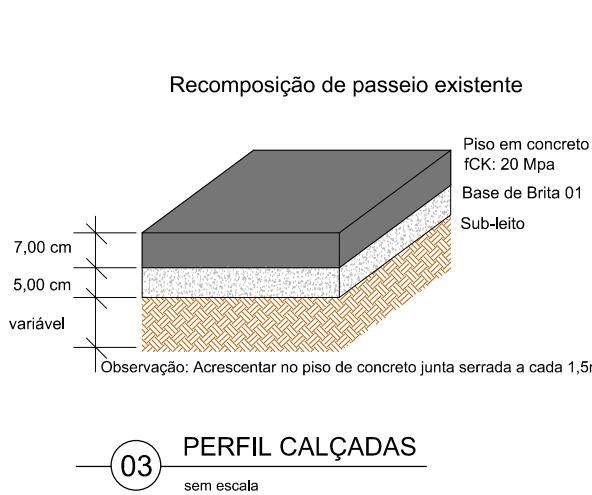 Recomposição de passeio existente
Piso em concreto
fCK: 20 Mpa
Base de Brita 01
Sub-leito
7,00 cm
5,00 cm
variável
Observação: Acrescentar no piso de concreto junta serrada a cada 1,5
03
PERFIL CALÇADAS
sem escala